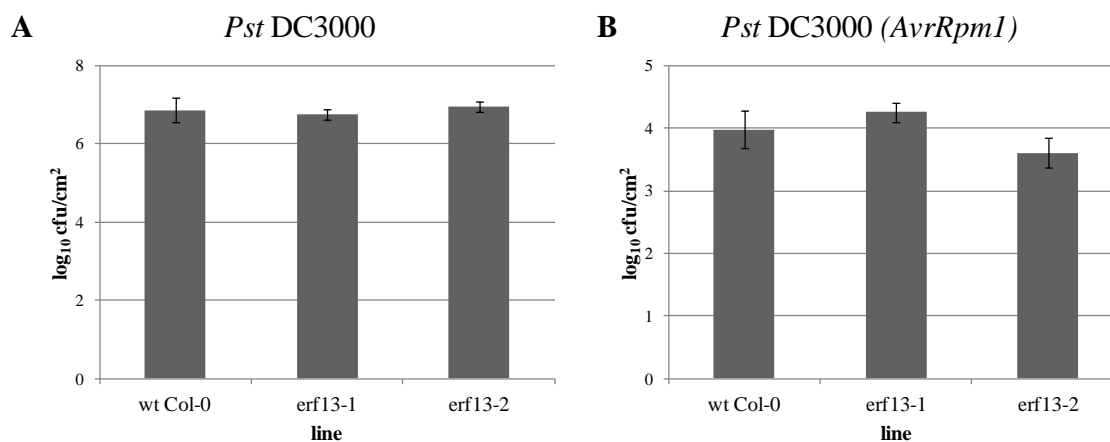 A Pst DC3000
8
6
4
2
0
log10 cfu/cm2
wt Col-0 erf13-1 erf13-2
line
B Pst DC3000 (AvrRpm1)
5
4
3
2
1
0
log10 cfu/cm2
wt Col-0 erf13-1 erf13-2
line